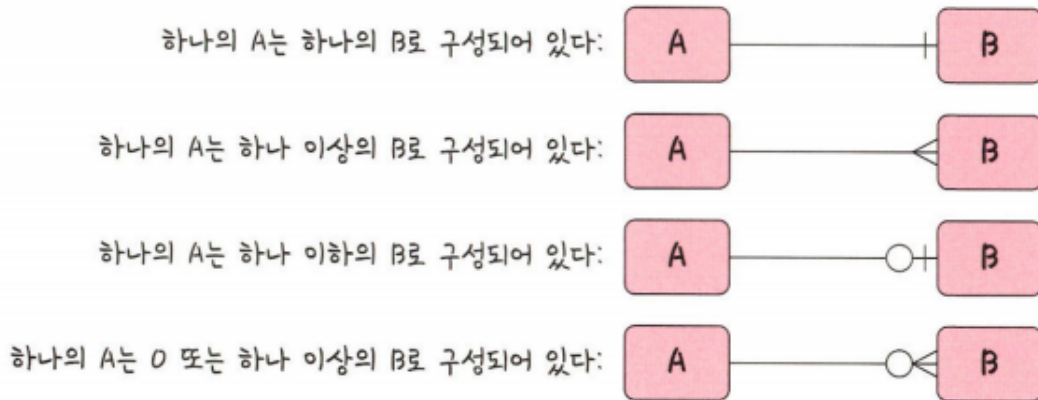 하나의 A는 하나의 B로 구성되어 있다: A B
하나의 A는 하나 이상의 B로 구성되어 있다: A B
하나의 A는 하나 이하의 B로 구성되어 있다: A B
하나의 A는 0 또는 하나 이상의 B로 구성되어 있다: A B